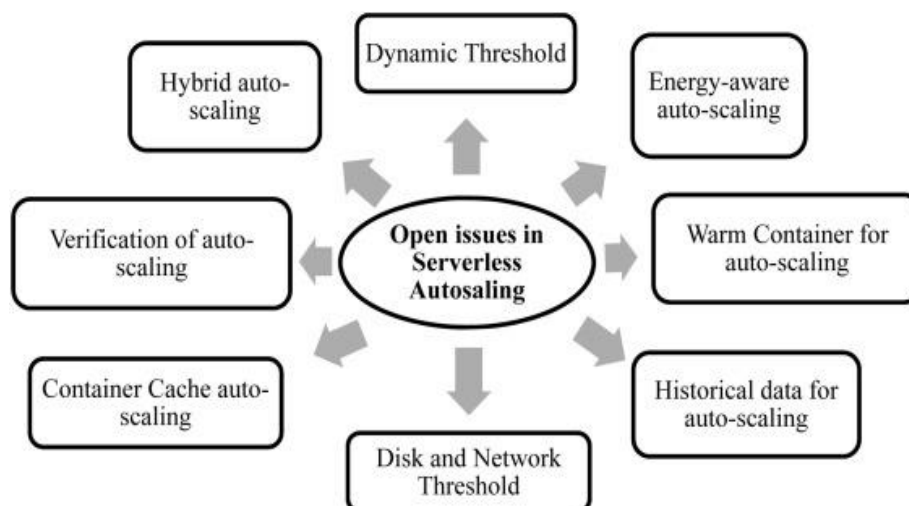 Dynamic Threshold
Hybrid auto-
scaling
Energy-aware
auto-scaling
Verification of auto-
scaling
Open issues in
Serverless
Autosaling
Warm Container for
auto-scaling
Container Cache auto-
scaling
Historical data for
auto-scaling
Disk and Network
Threshold